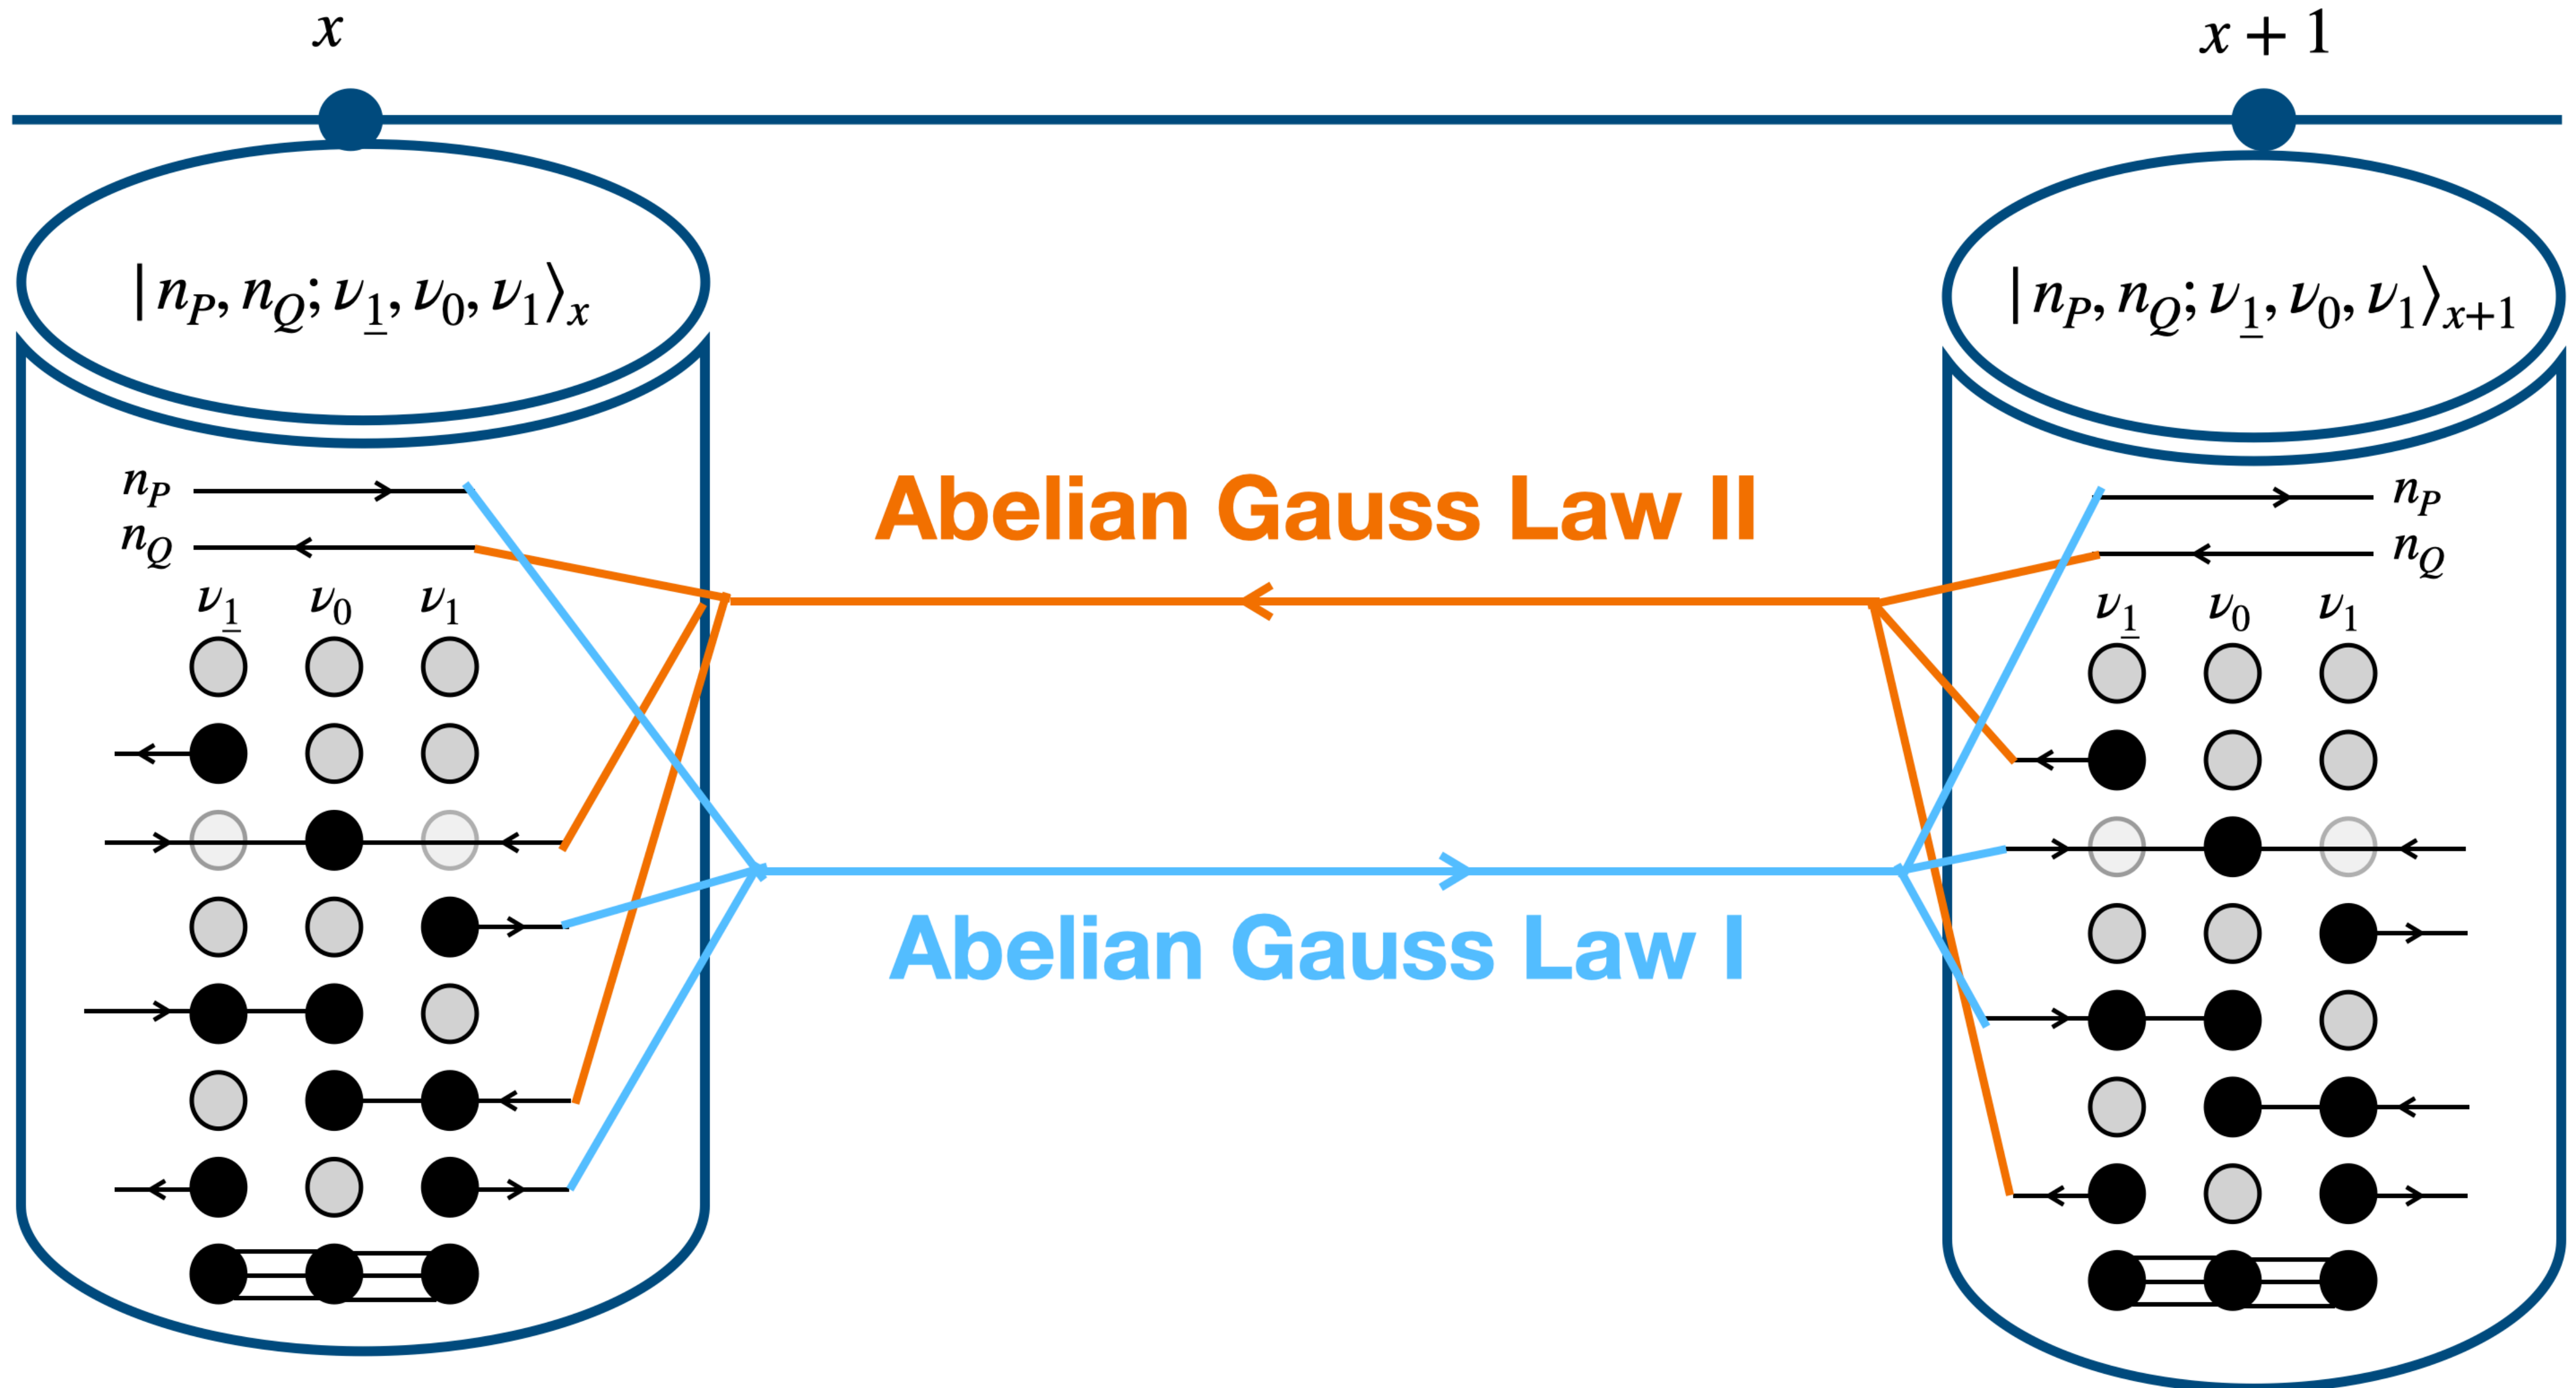 x
x + 1
| n_P, n_Q; ν_1̲, ν_0, ν_1⟩_x
| n_P, n_Q; ν_1̲, ν_0, ν_1⟩_{x+1}
n_P
n_Q
ν_1̲ ν_0 ν_1
Abelian Gauss Law II
Abelian Gauss Law I
n_P
n_Q
ν_1̲ ν_0 ν_1